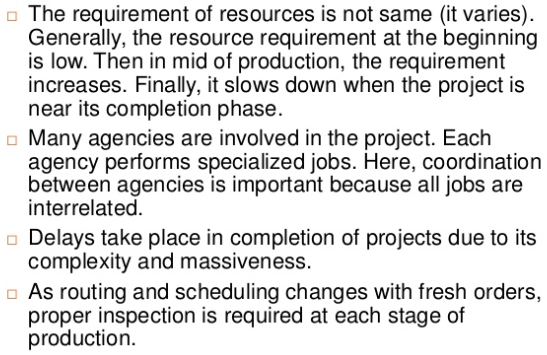 The requirement of resources is not same (it varies).
Generally, the resource requirement at the beginning
is low. Then in mid of production, the requirement
increases. Finally, it slows down when the project is
near its completion phase.
Many agencies are involved in the project. Each
agency performs specialized jobs. Here, coordination
between agencies is important because all jobs are
interrelated.
Delays take place in completion of projects due to its
complexity and massiveness.
As routing and scheduling changes with fresh orders,
proper inspection is required at each stage of
production.